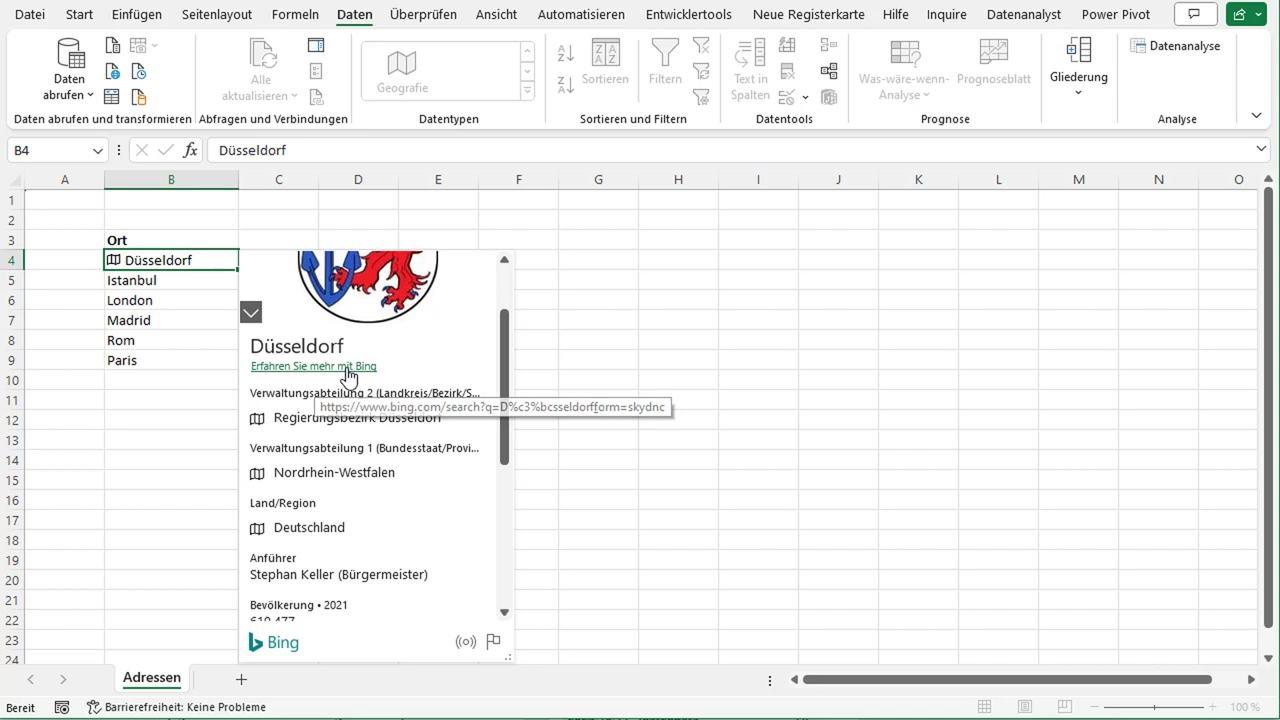 Datei Start Einfügen Seitenlayout Formeln Daten Überprüfen Ansicht Automatisieren Entwicklertools Neue Registerkarte Hilfe Inquire Datenanalyst Power Pivot
Daten abrufen
Alle aktualisieren
Geografie
Sortieren
Filtern
Text in Spalten
Was-wäre-wenn-Analyse
Prognoseblatt
Gliederung
Datenanalyse
Daten abrufen und transformieren Abfragen und Verbindungen Datentypen Sortieren und Filtern Datentools Prognose Analyse
B4 fx Düsseldorf
A B C D E F G H I J K L M N O
1
2
3 Ort
4 Düsseldorf
5 Istanbul
6 London
7 Madrid
8 Rom
9 Paris
10
11
12
13
14
15
16
17
18
19
20
21
22
23
24
Düsseldorf
Erfahren Sie mehr mit Bing
Verwaltungsabteilung 2 (Landkreis/Bezirk/S...
https://www.bing.com/search?q=D%c3%bcsseldorfform=skydnc
Regierungsbezirk Düsseldorf
Verwaltungsabteilung 1 (Bundesstaat/Provi...
Nordrhein-Westfalen
Land/Region
Deutschland
Anführer
Stephan Keller (Bürgermeister)
Bevölkerung • 2021
Bing
Adressen
Bereit Barrierefreiheit: Keine Probleme 100 %